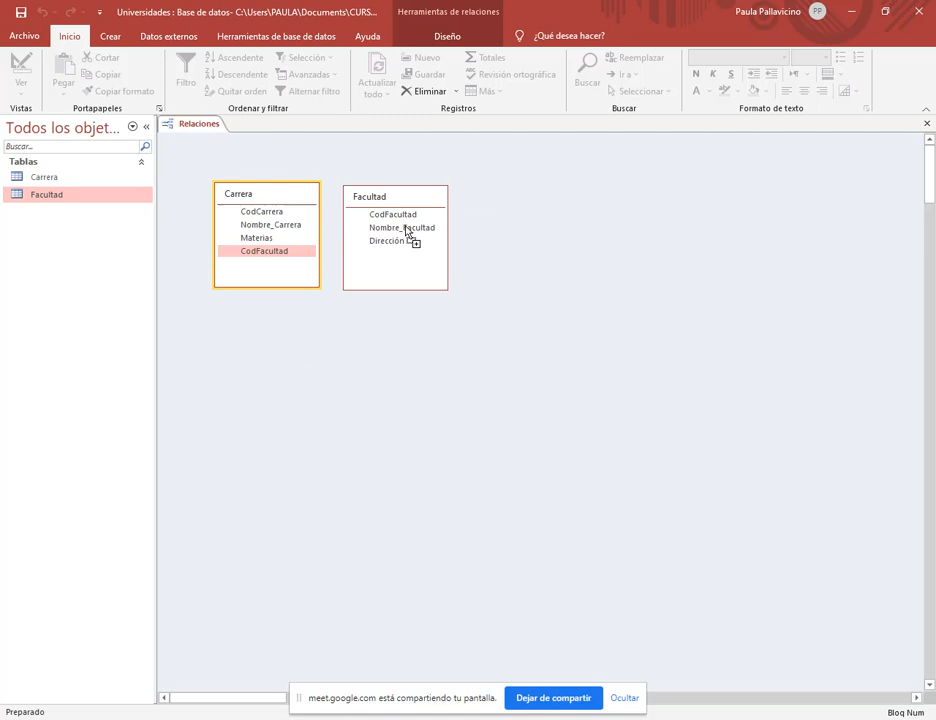 Universidades : Base de datos- C:\Users\PAULA\Documents\CURS...
Herramientas de relaciones
Paula Pallavicino
PP
Archivo
Inicio
Crear
Datos externos
Herramientas de base de datos
Ayuda
Diseño
¿Qué desea hacer?
Ver
Pegar
Cortar
Copiar
Copiar formato
Filtro
Ascendente
Descendente
Quitar orden
Selección
Avanzadas
Alternar filtro
Actualizar todo
Nuevo
Guardar
Eliminar
Totales
Revisión ortográfica
Más
Buscar
Reemplazar
Ir a
Seleccionar
N K S
A
Vistas
Portapapeles
Ordenar y filtrar
Registros
Buscar
Formato de texto
Todos los objet... «
Buscar...
Tablas
Carrera
Facultad
Relaciones
Carrera
CodCarrera
Nombre_Carrera
Materias
CodFacultad
Facultad
CodFacultad
Nombre_Facultad
Dirección
meet.google.com está compartiendo tu pantalla.
Dejar de compartir
Ocultar
Preparado
Bloq Num